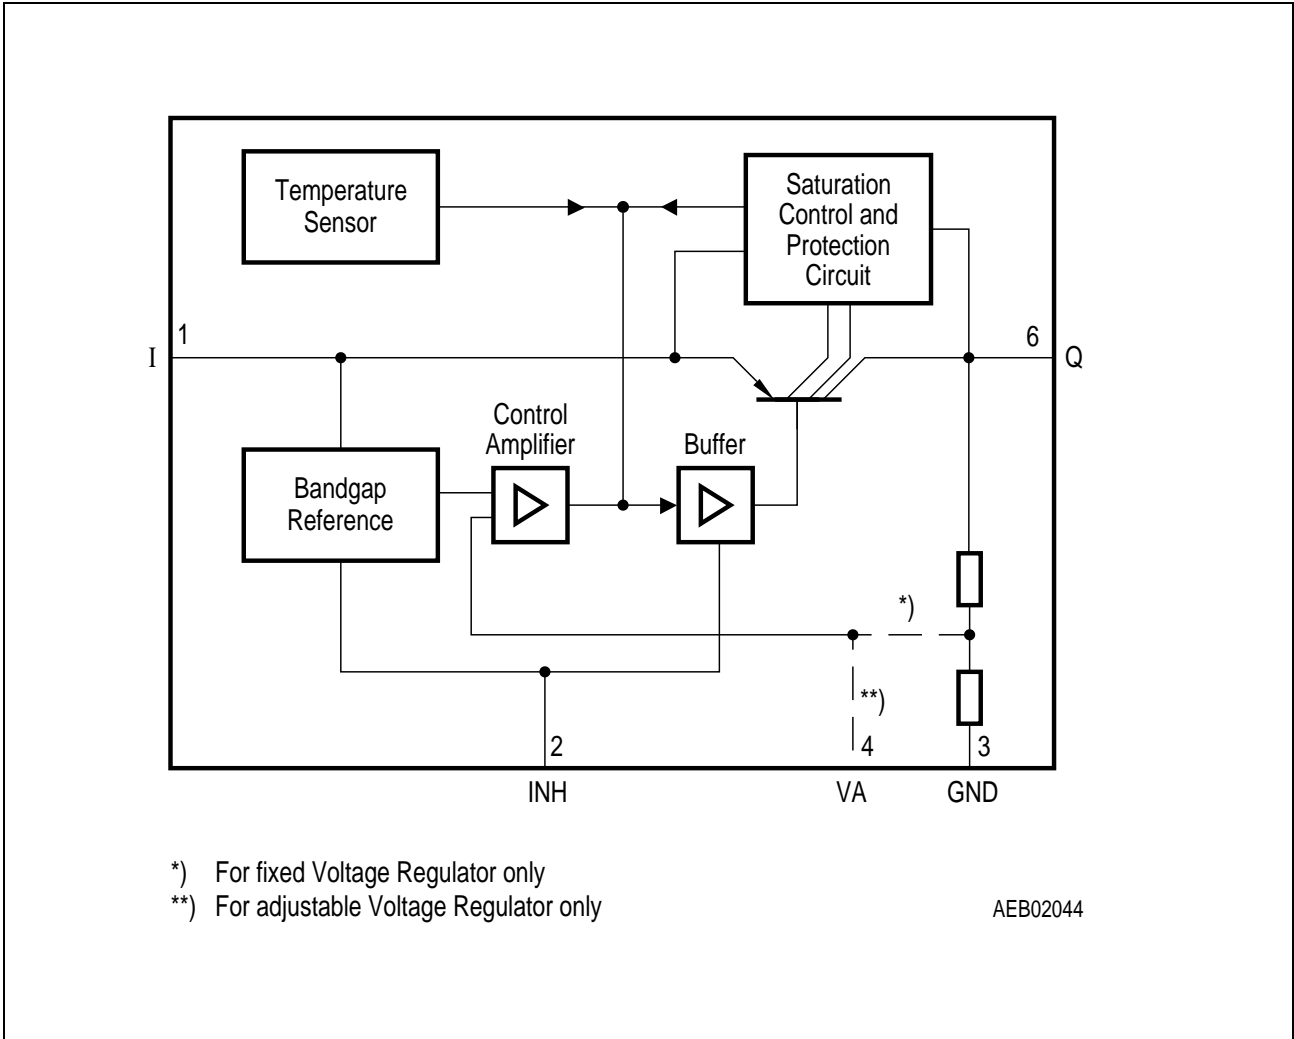 Temperature
Sensor
Saturation
Control and
Protection
Circuit
1
I
6
Q
Control
Amplifier
Buffer
Bandgap
Reference
*)
**)
2
4
3
INH
VA
GND
*) For fixed Voltage Regulator only
**) For adjustable Voltage Regulator only
AEB02044